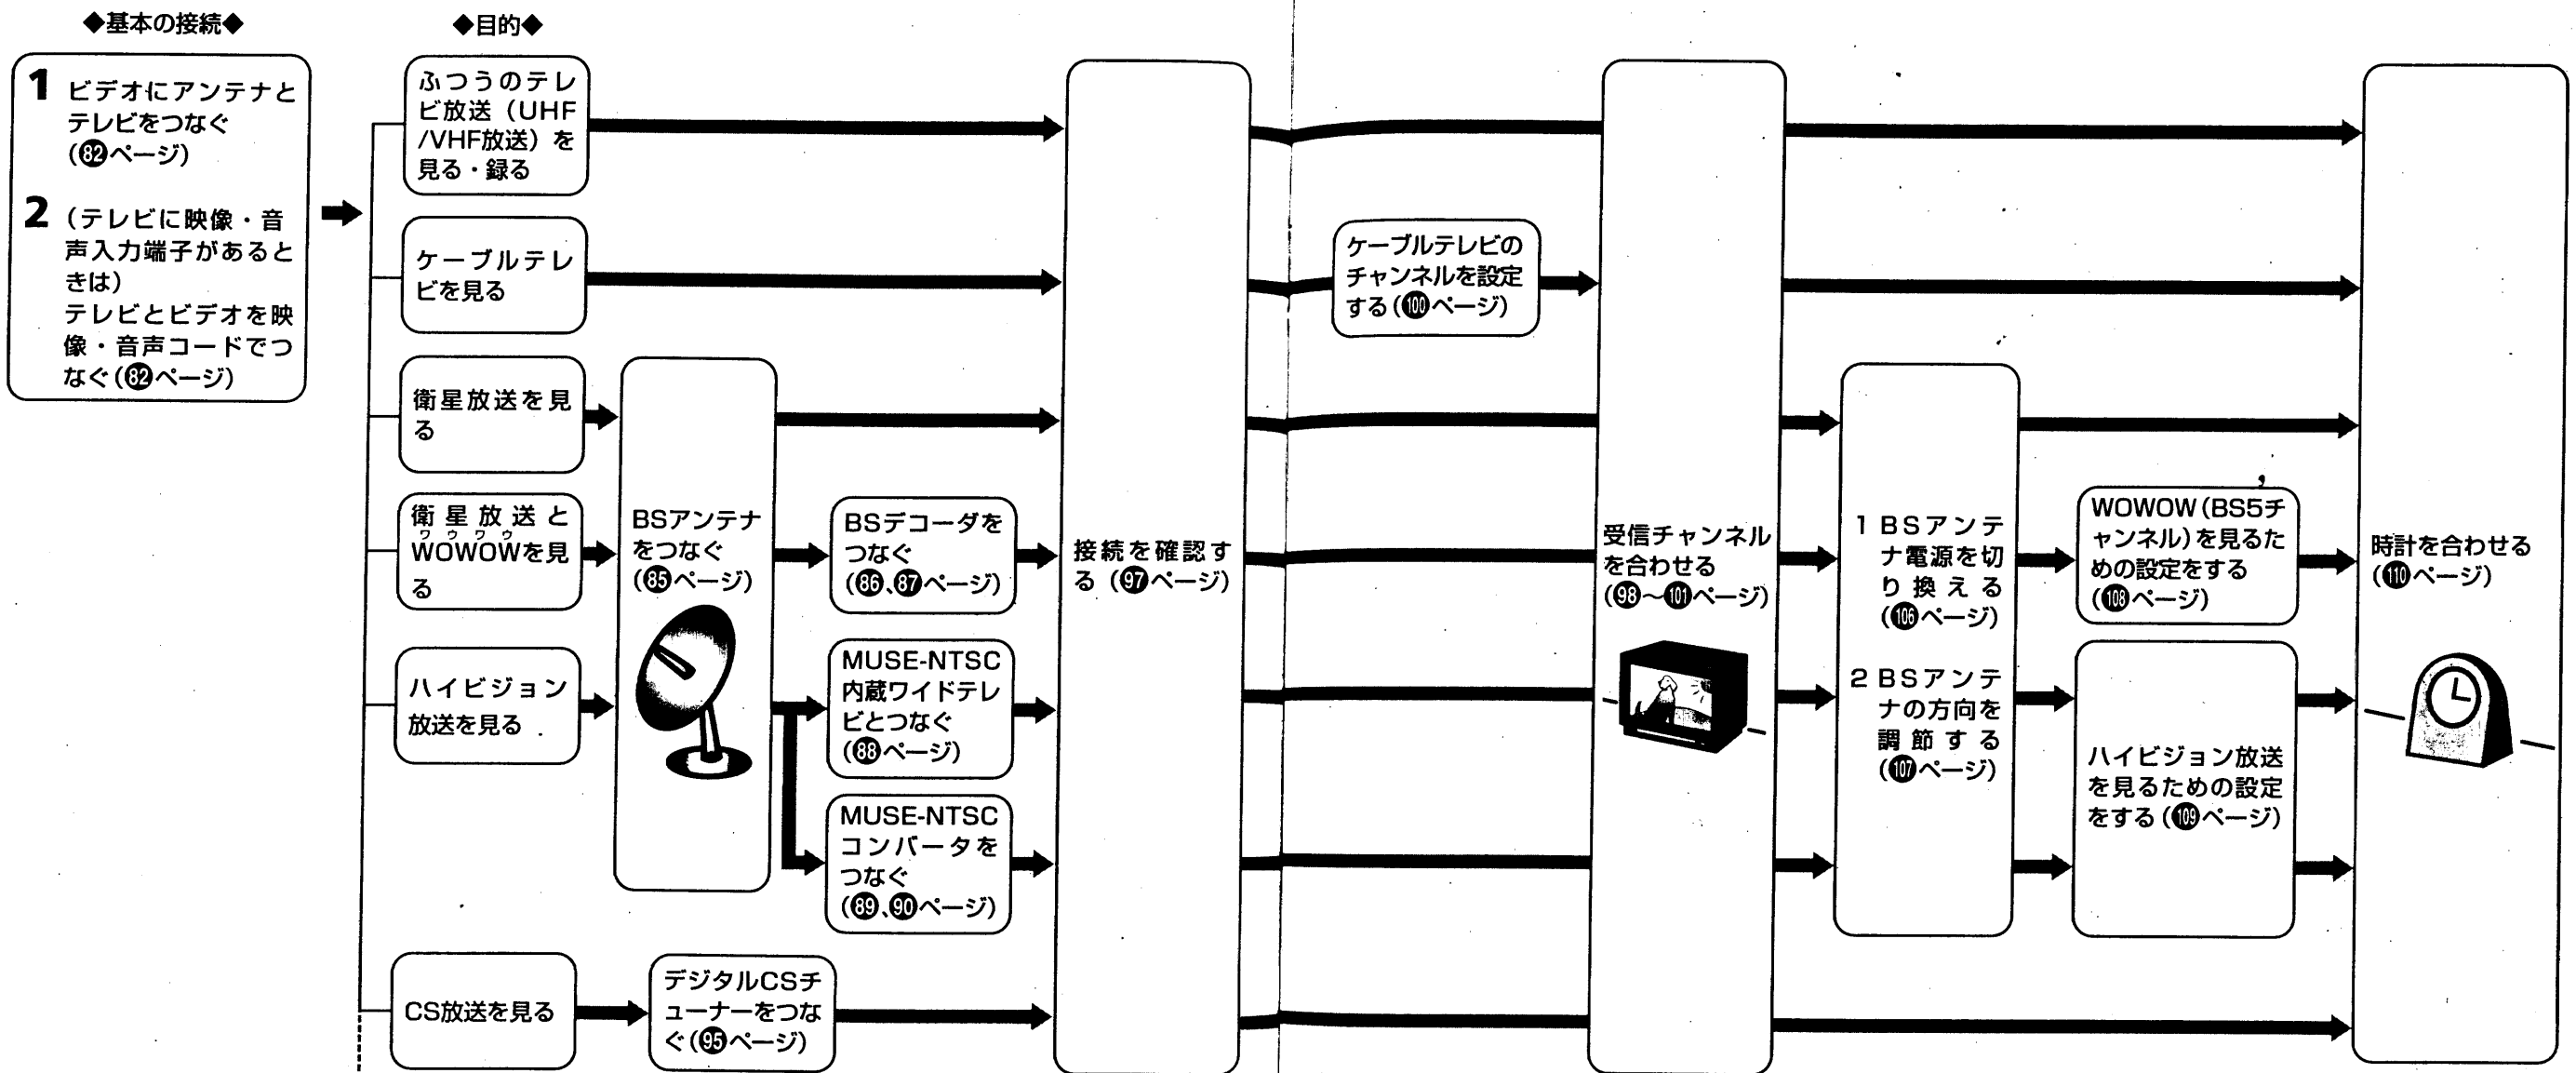 ◆基本の接続◆
1 ビデオにアンテナと
テレビをつなぐ
(82ページ)
2 (テレビに映像・音
声入力端子があると
きは)
テレビとビデオを映
像・音声コードでつ
なぐ(82ページ)
◆目的◆
ふつうのテレ
ビ放送(UHF
/VHF放送)を
見る・録る
ケーブルテレ
ビを見る
衛星放送を見
る
衛星放送と
ワウワウ
WOWOWを見
る
ハイビジョン
放送を見る
CS放送を見る
BSアンテナ
をつなぐ
(85ページ)
BSデコーダを
つなぐ
(86、87ページ)
MUSE-NTSC
内蔵ワイドテレ
ビとつなぐ
(88ページ)
MUSE-NTSC
コンバータを
つなぐ
(89、90ページ)
デジタルCSチ
ューナーをつな
ぐ(95ページ)
接続を確認す
る(97ページ)
ケーブルテレビの
チャンネルを設定
する(100ページ)
受信チャンネル
を合わせる
(98~101ページ)
1 BSアンテ
ナ電源を切
り換える
(106ページ)
2 BSアンテ
ナの方向を
調節する
(107ページ)
WOWOW(BS5チ
ャンネル)を見るた
めの設定をする
(108ページ)
ハイビジョン放送
を見るための設定
をする(109ページ)
時計を合わせる
(110ページ)